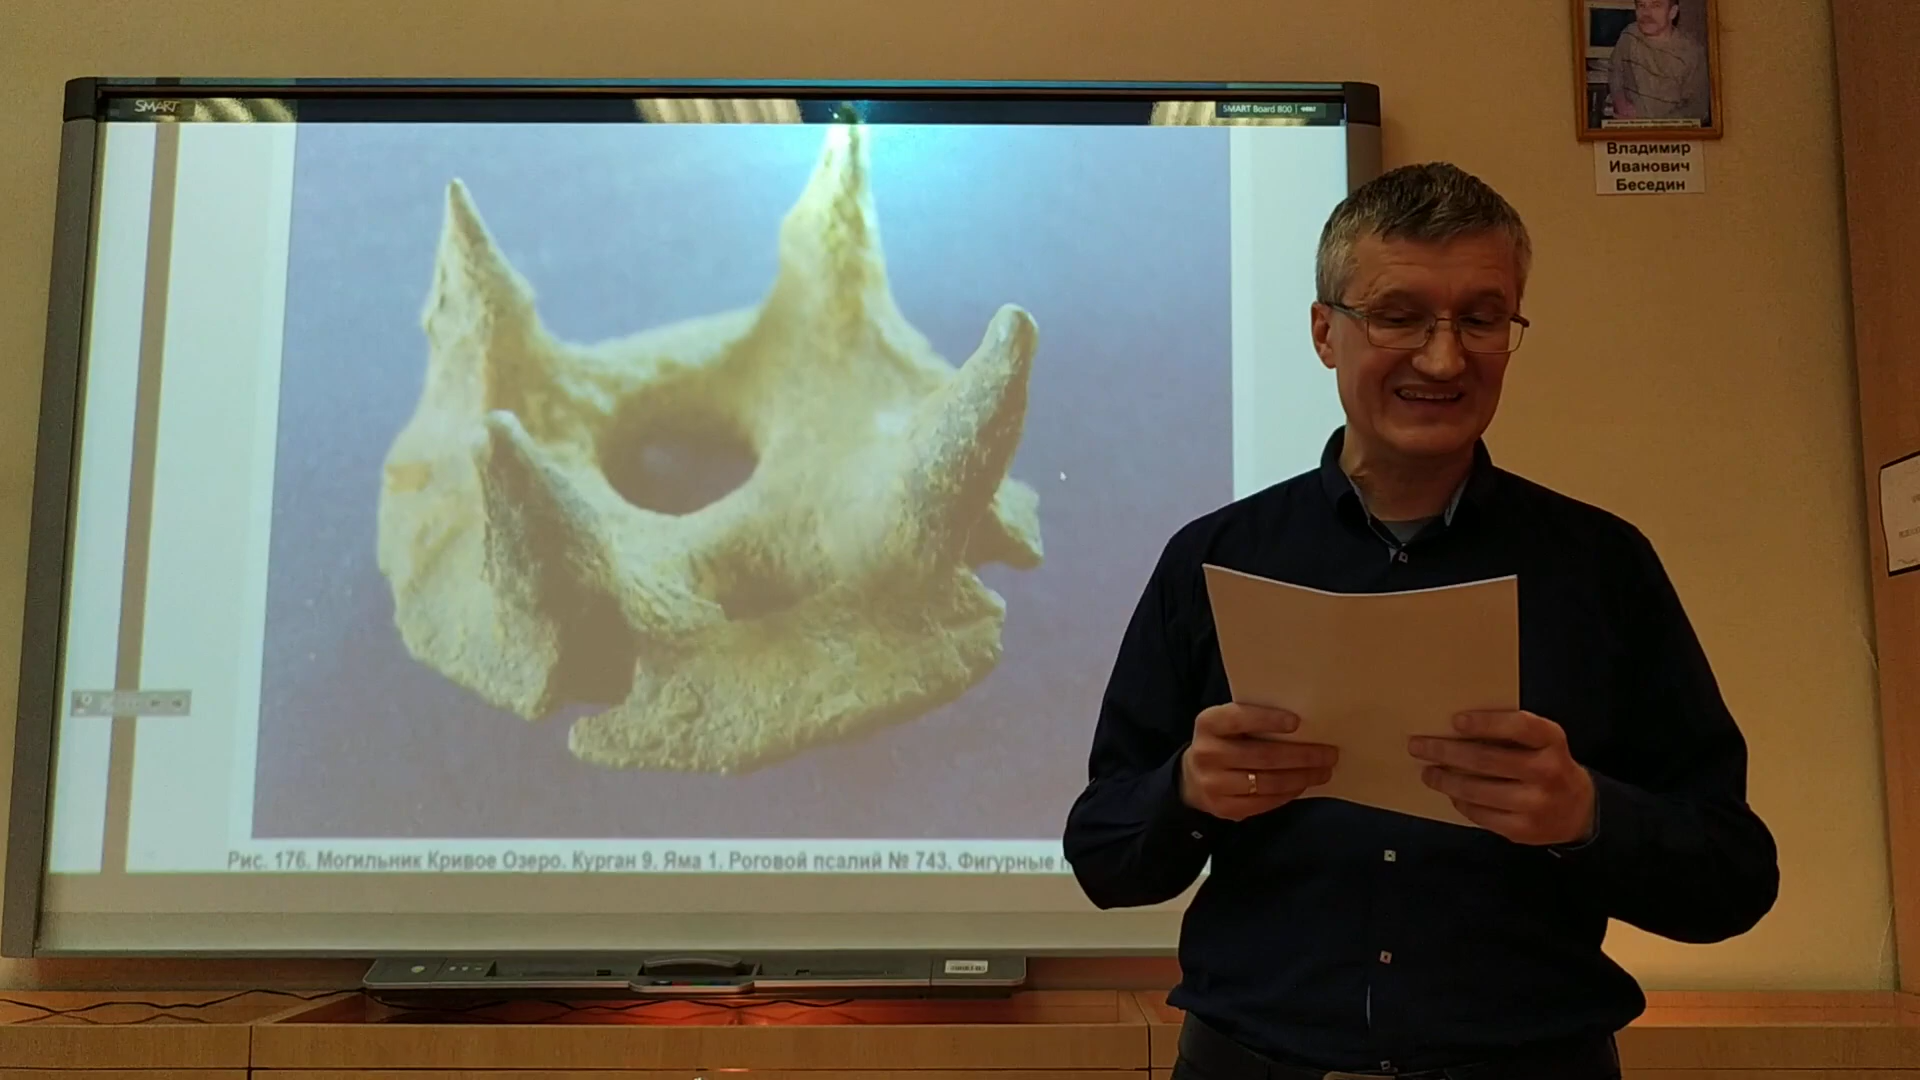 SMART
SMART Board 800
Владимир
Иванович
Беседин
Рис. 176. Могильник Кривое Озеро. Курган 9. Яма 1. Роговой псалий № 743. Фигурные